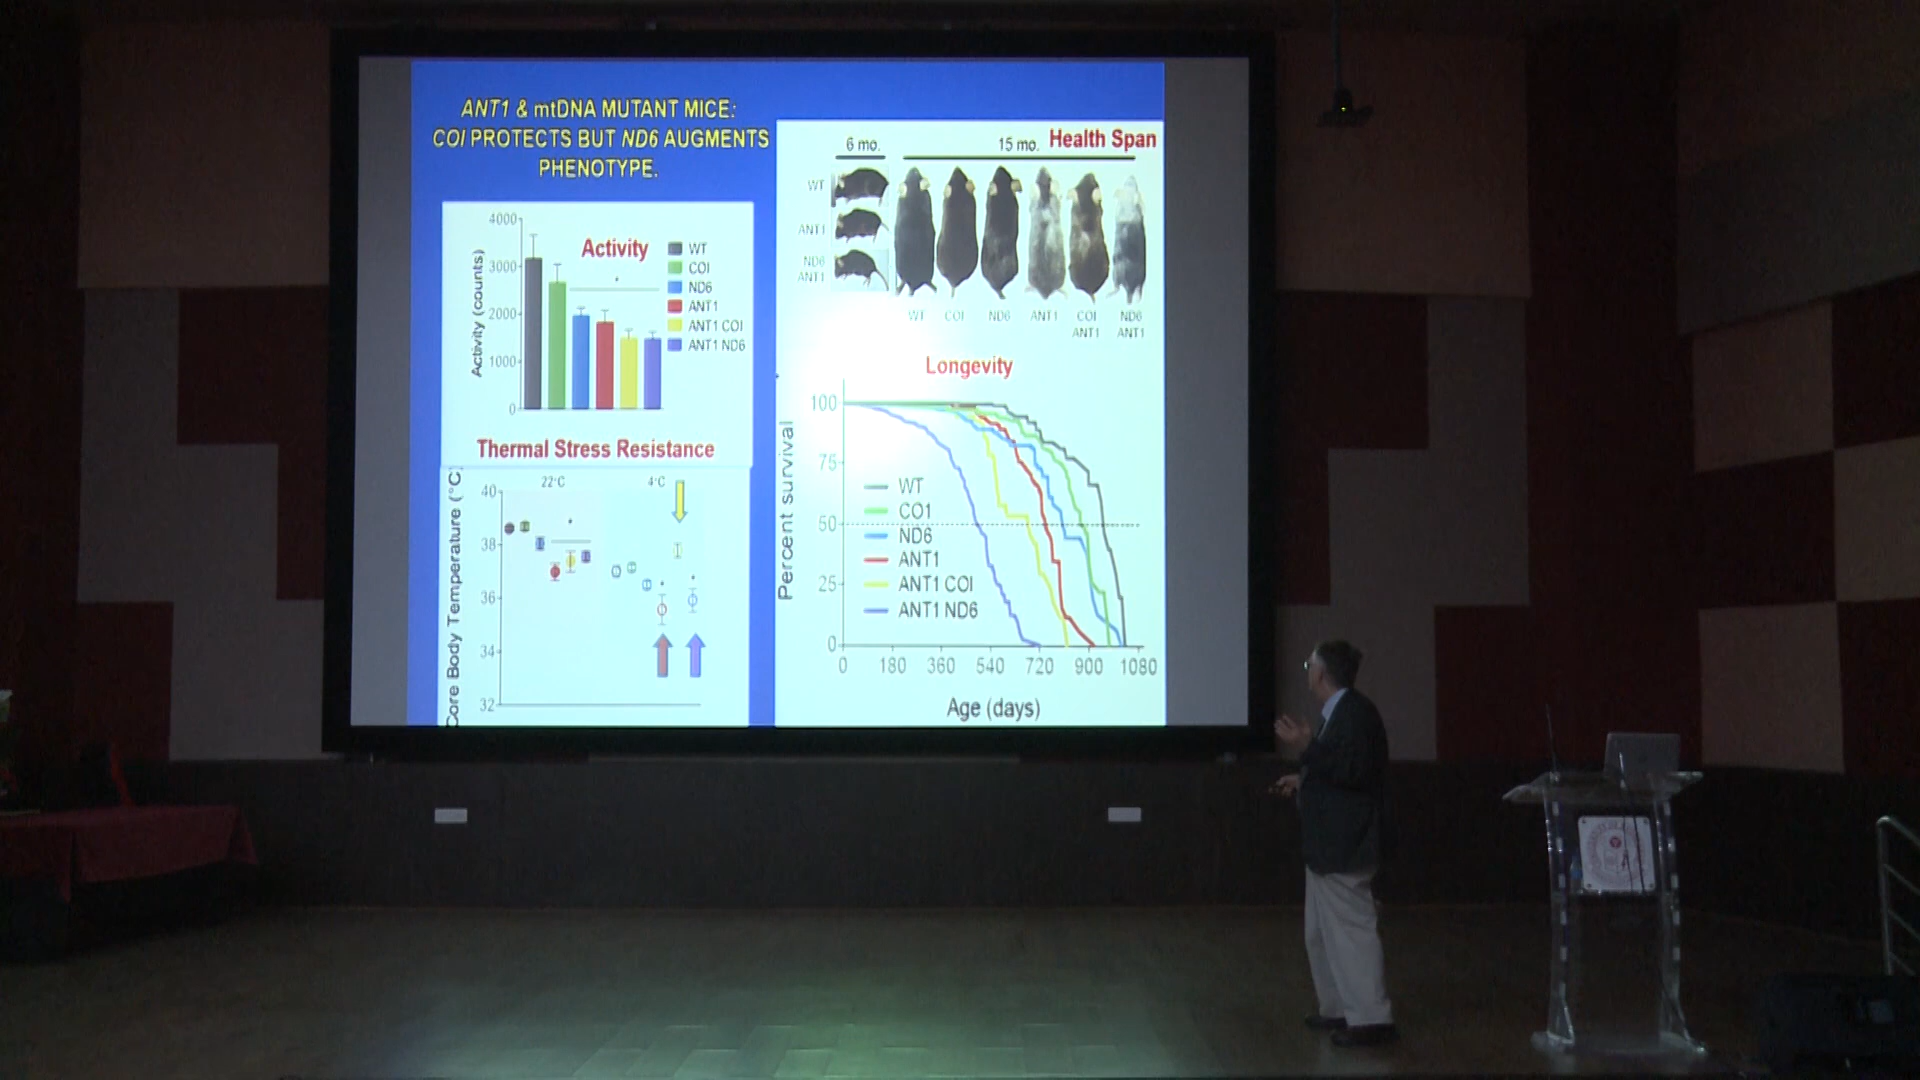 ANT1 & mtDNA MUTANT MICE:
COI PROTECTS BUT ND6 AUGMENTS
PHENOTYPE.
Activity
Activity (counts)
4000
3000
2000
1000
0
WT
COI
ND6
ANT1
ANT1 COI
ANT1 ND6
Thermal Stress Resistance
Core Body Temperature (°C
22°C
4°C
40
38
36
34
32
Health Span
6 mo.
15 mo.
WT
ANT1
ND6
ANT1
WT
COI
ND6
ANT1
COI
ANT1
ND6
ANT1
Longevity
Percent survival
100
75
50
25
0
WT
CO1
ND6
ANT1
ANT1 COI
ANT1 ND6
0
180
360
540
720
900
1080
Age (days)